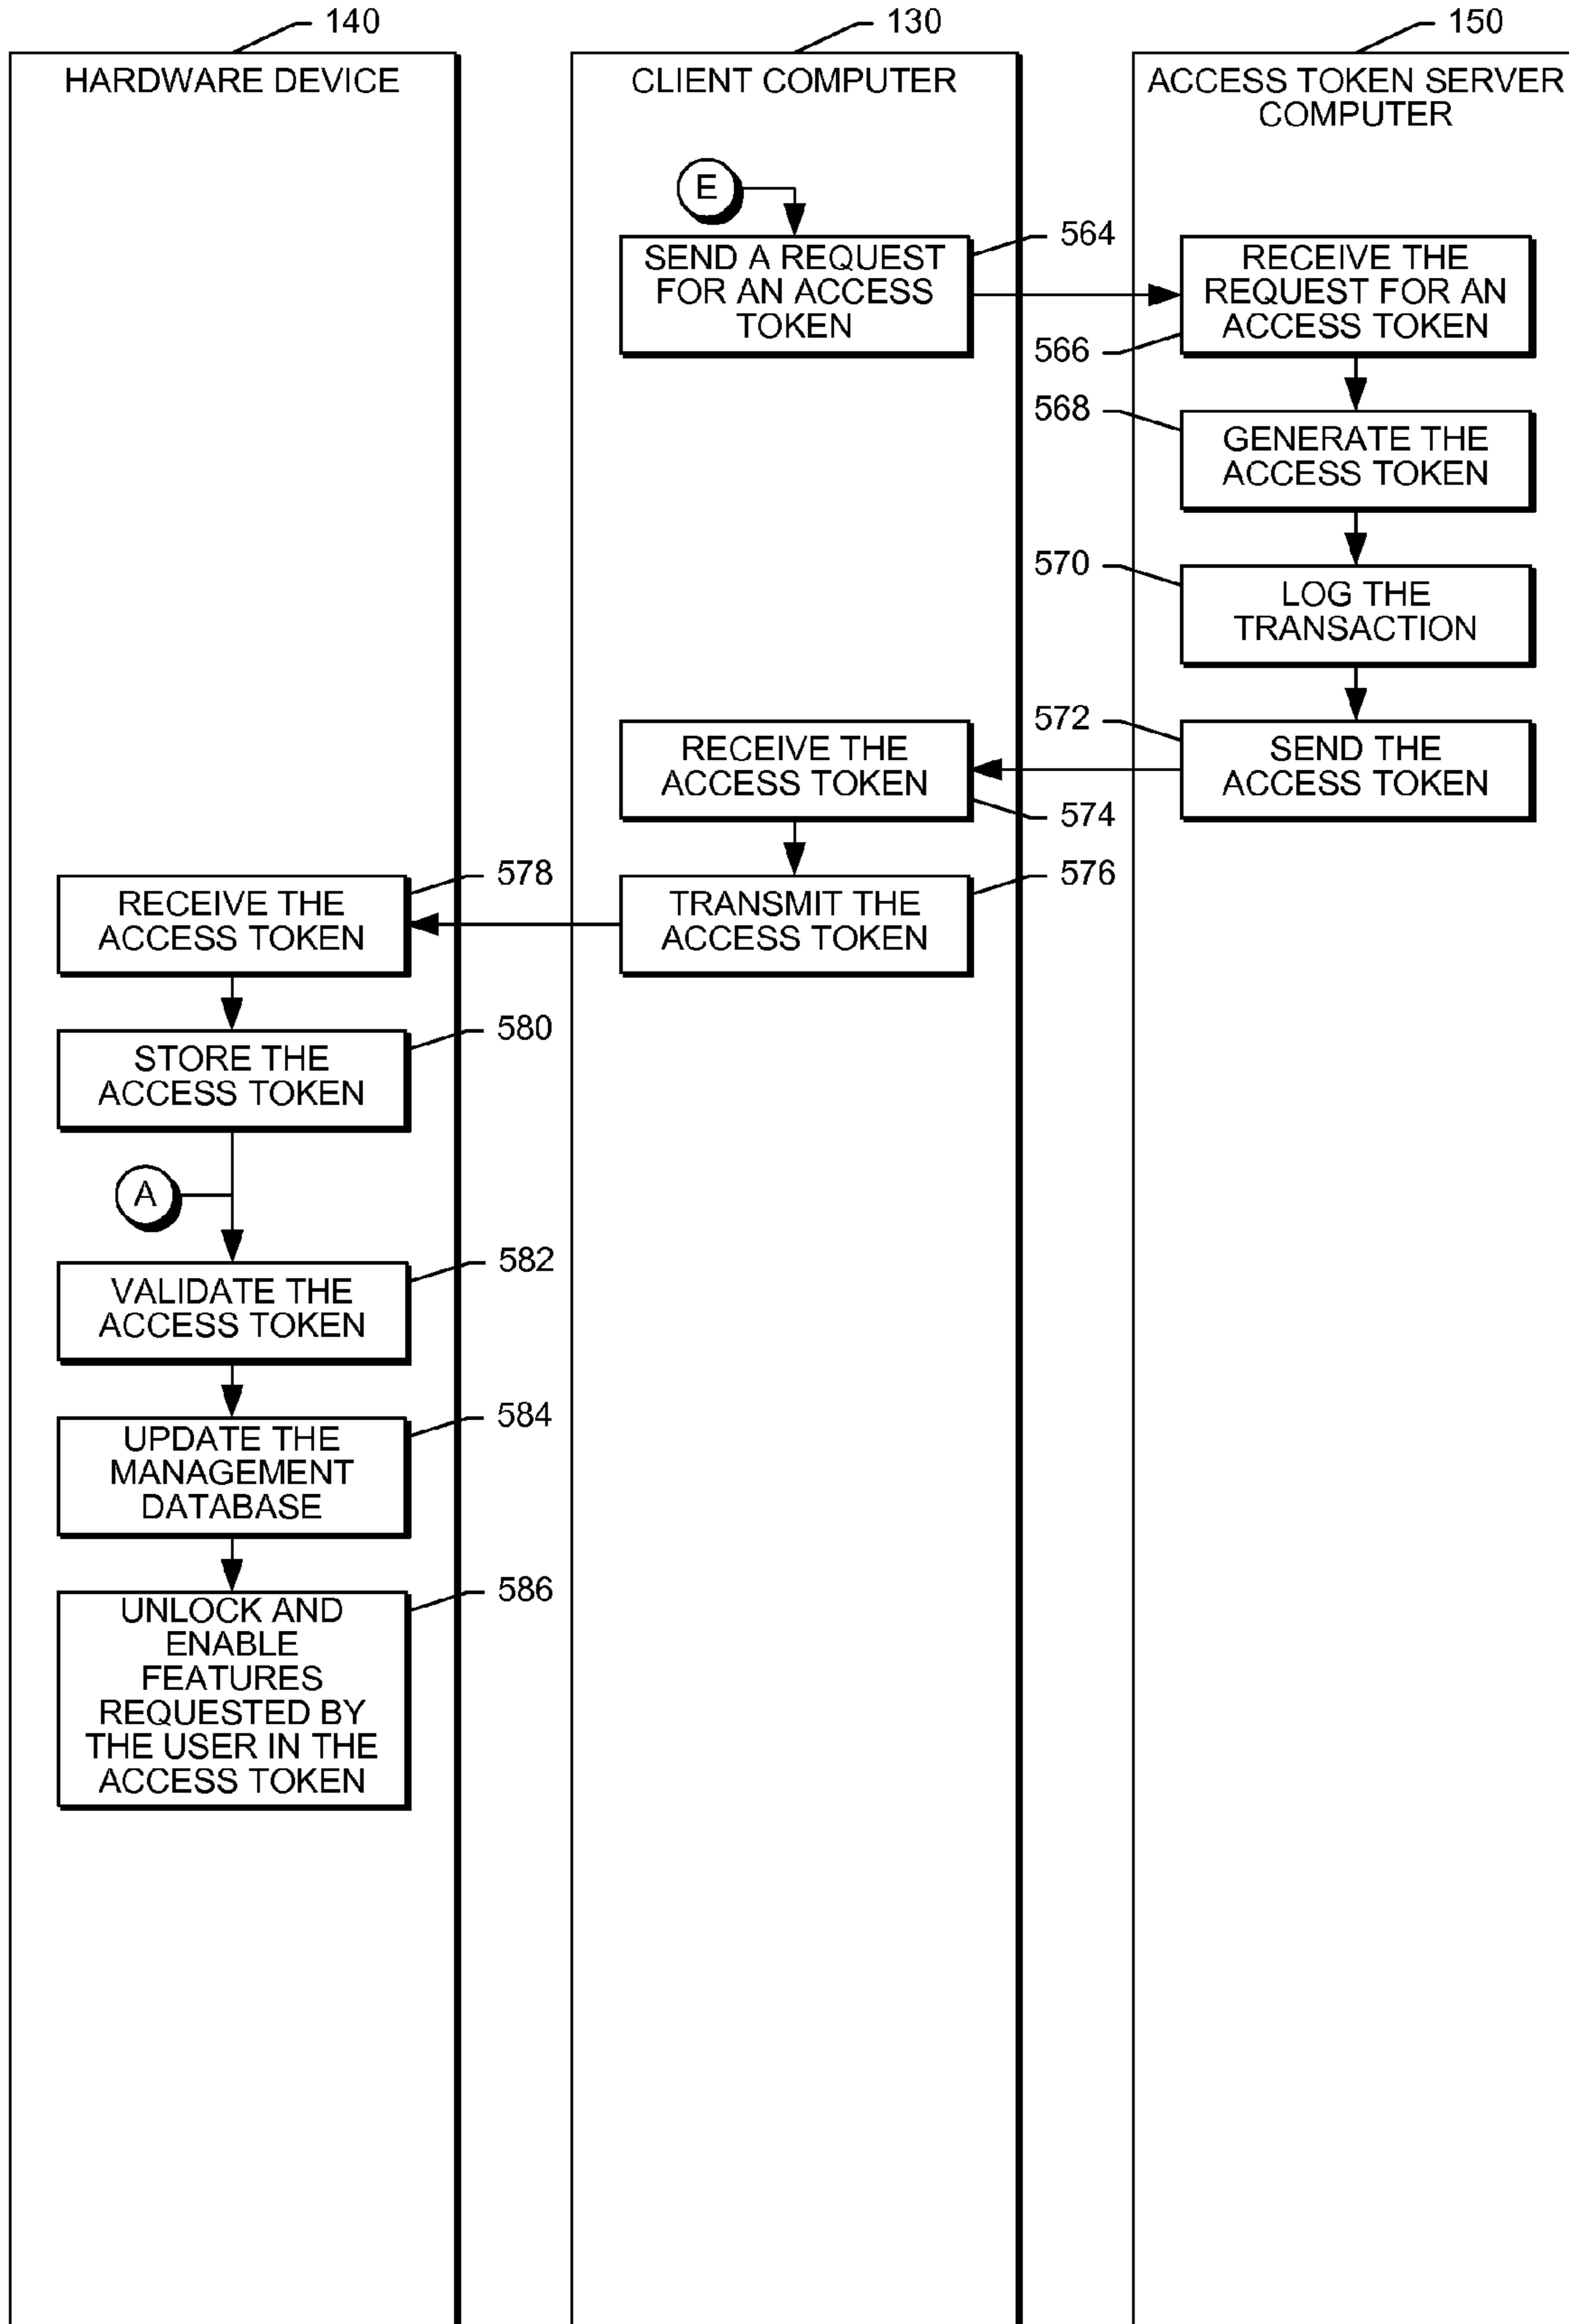 140
130
150
HARDWARE DEVICE
CLIENT COMPUTER
ACCESS TOKEN SERVER
COMPUTER
E
564
SEND A REQUEST
FOR AN ACCESS
TOKEN
RECEIVE THE
REQUEST FOR AN
ACCESS TOKEN
566
568
GENERATE THE
ACCESS TOKEN
570
LOG THE
TRANSACTION
572
SEND THE
ACCESS TOKEN
RECEIVE THE
ACCESS TOKEN
574
576
TRANSMIT THE
ACCESS TOKEN
578
RECEIVE THE
ACCESS TOKEN
580
STORE THE
ACCESS TOKEN
A
582
VALIDATE THE
ACCESS TOKEN
584
UPDATE THE
MANAGEMENT
DATABASE
586
UNLOCK AND
ENABLE
FEATURES
REQUESTED BY
THE USER IN THE
ACCESS TOKEN